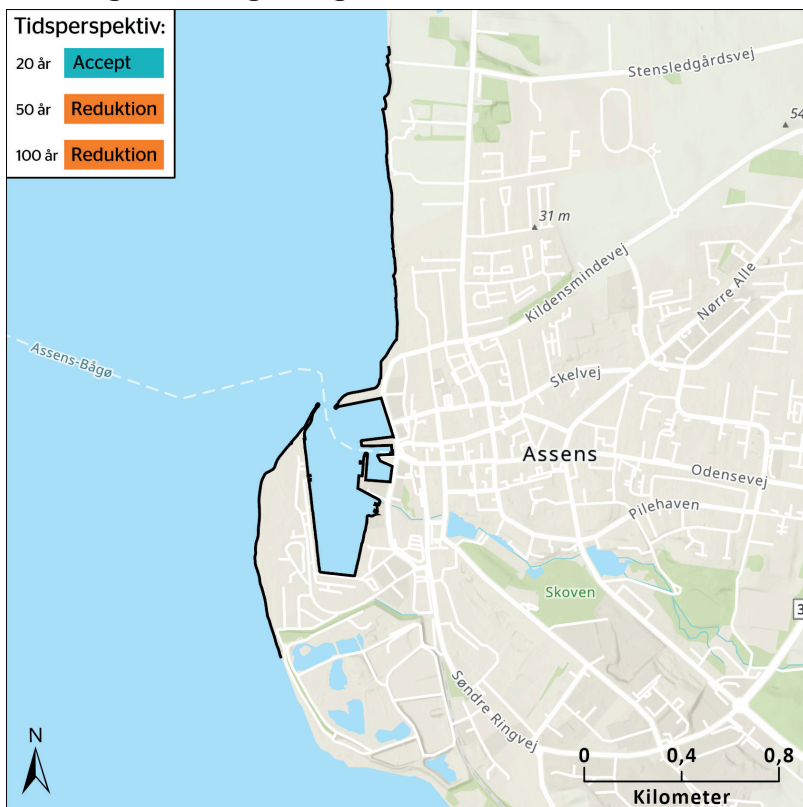 Tidsperspektiv:
20 år Accept
50 år Reduktion
100 år Reduktion
Stensledgårdsvej
54
31 m
Kildensmindevej
Nørre Alle
Assens-Bågø
Skelvej
Assens
Odensevej
Pilehaven
Skoven
3
Søndre Ringvej
N
0 0,4 0,8
Kilometer